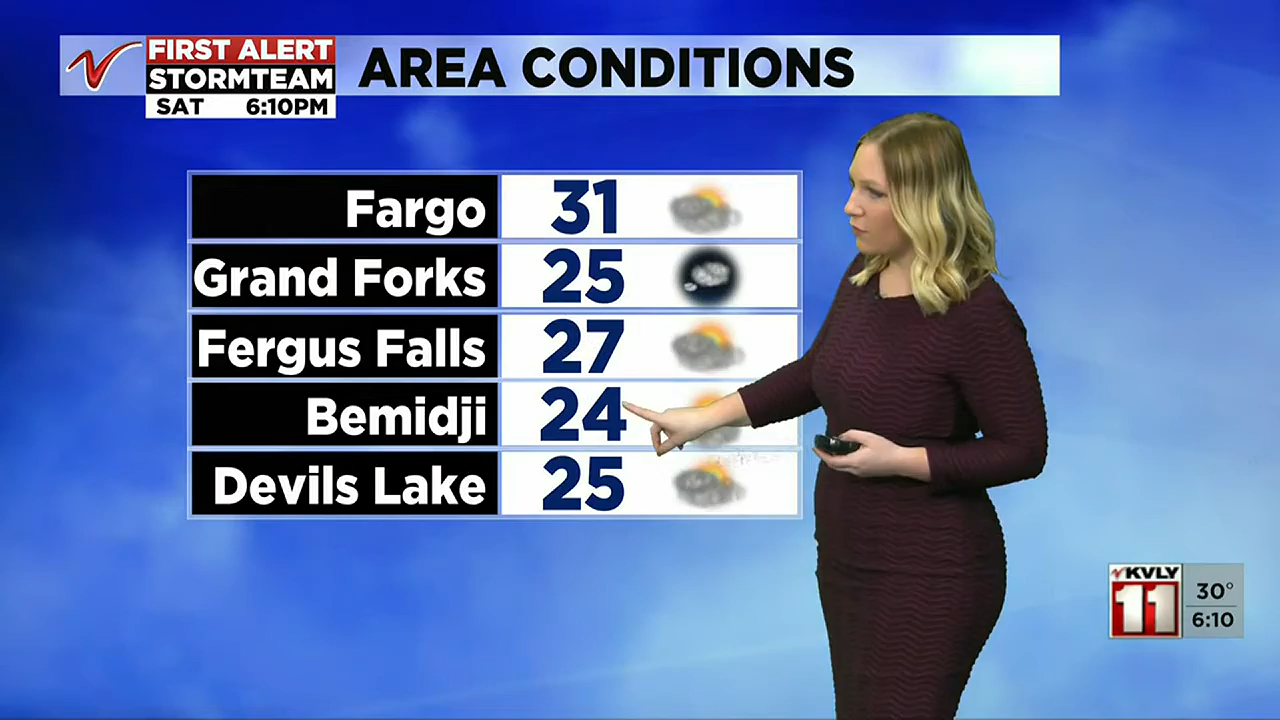 FIRST ALERT
STORMTEAM
SAT 6:10PM
AREA CONDITIONS
Fargo 31
Grand Forks 25
Fergus Falls 27
Bemidji 24
Devils Lake 25
KVLY
11
30°
6:10